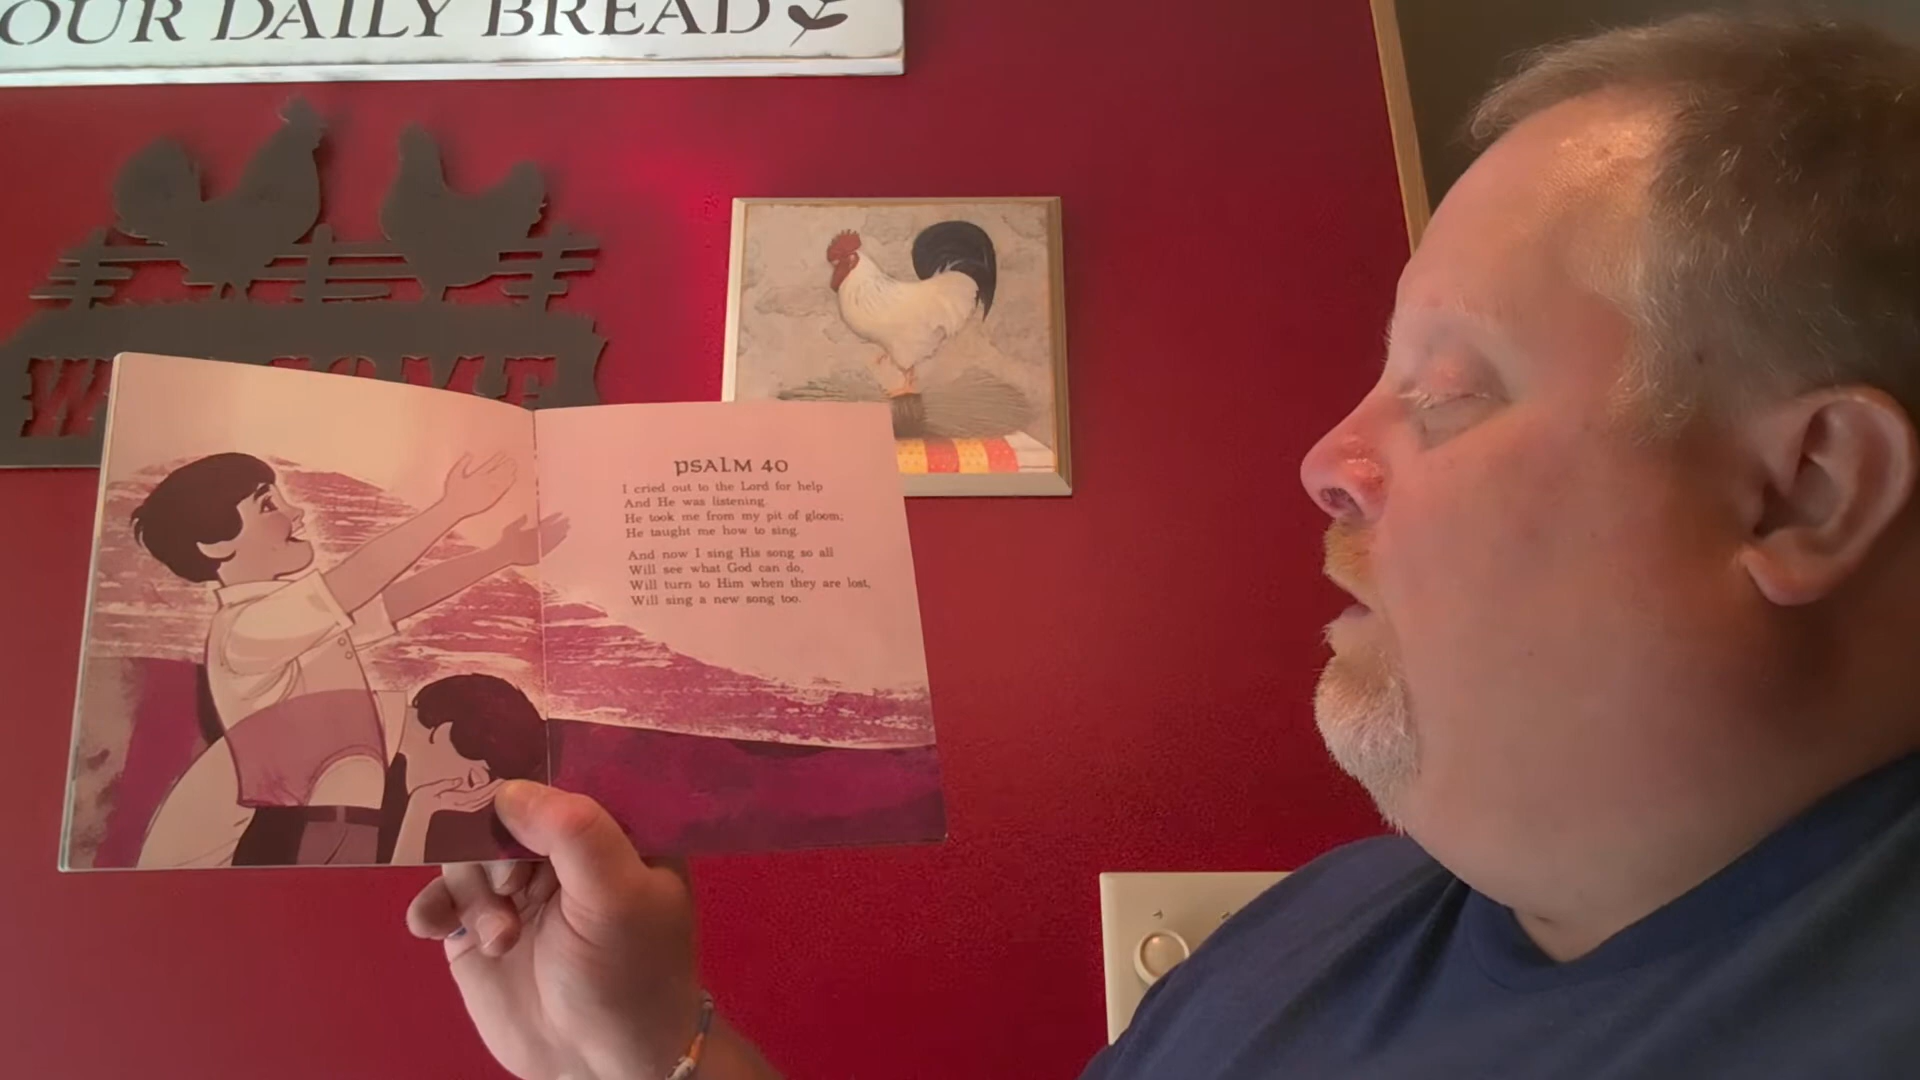 OUR DAILY BREAD
PSALM 40
I cried out to the Lord for help
And He was listening.
He took me from my pit of gloom;
He taught me how to sing.
And now I sing His song so all
Will see what God can do,
Will turn to Him when they are lost,
Will sing a new song too.